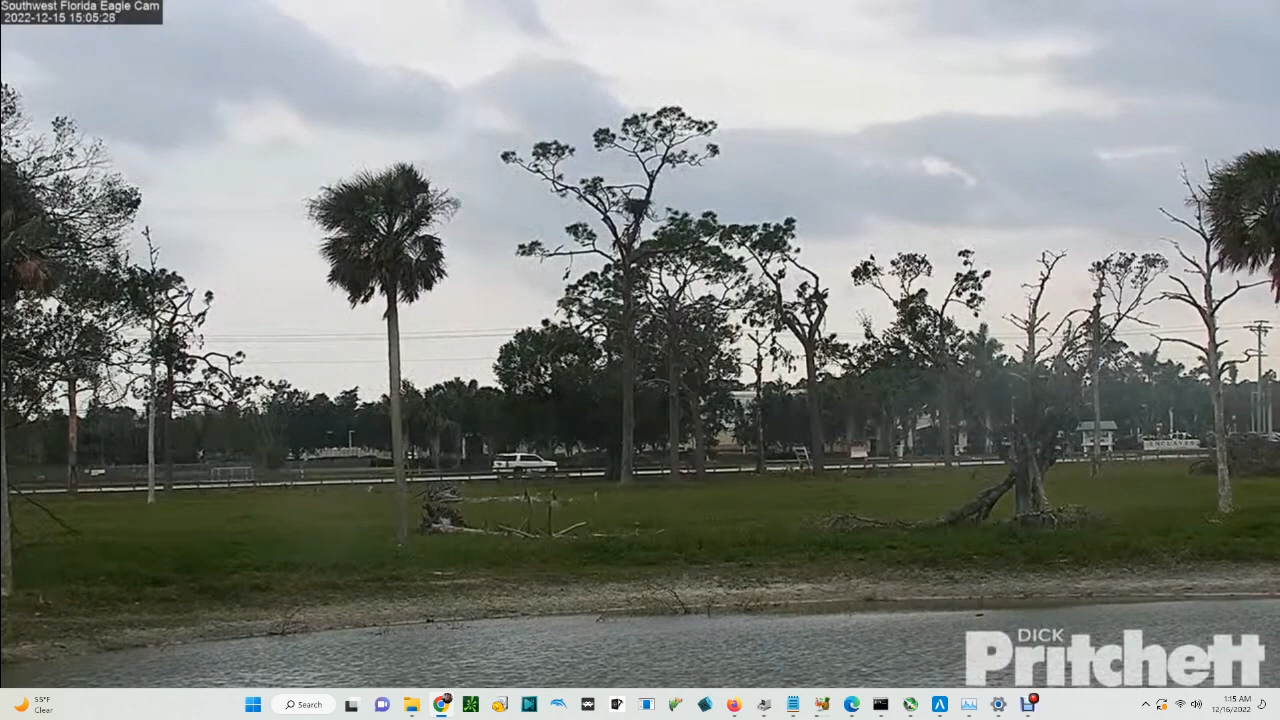 Southwest Florida Eagle Cam
2022-12-15 15:05:28
ENCLAVES
DICK
Pritchett
55°F
Clear
Search
1:15 AM
12/16/2022